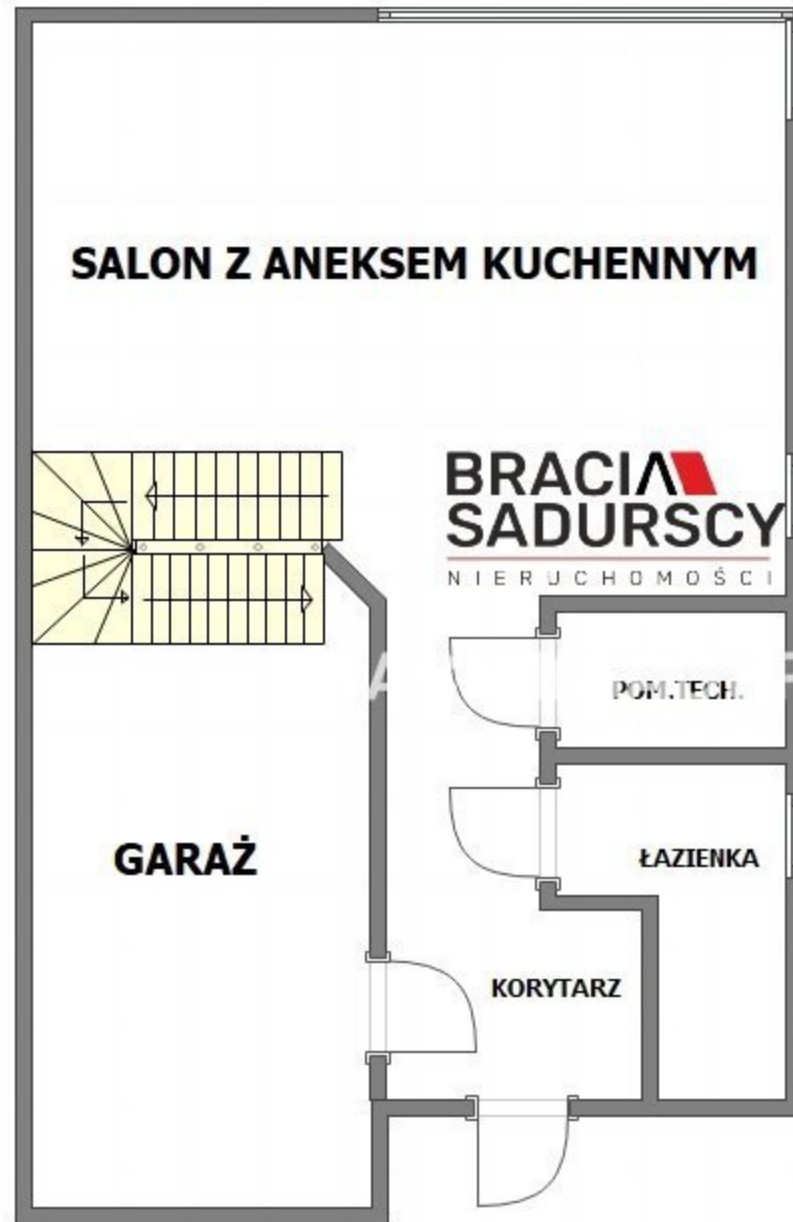 SALON Z ANEKSEM KUCHENNYM
BRACIA
SADURSCY
NIERUCHOMOŚCI
POM.TECH.
GARAŻ
ŁAZIENKA
KORYTARZ